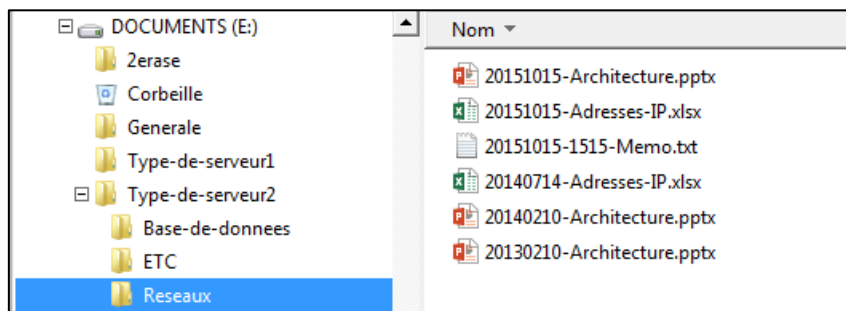 DOCUMENTS (E:)
2erase
Corbeille
Generale
Type-de-serveur1
Type-de-serveur2
Base-de-donnees
ETC
Reseaux
Nom
20151015-Architecture.pptx
20151015-Adresses-IP.xlsx
20151015-1515-Memo.txt
20140714-Adresses-IP.xlsx
20140210-Architecture.pptx
20130210-Architecture.pptx